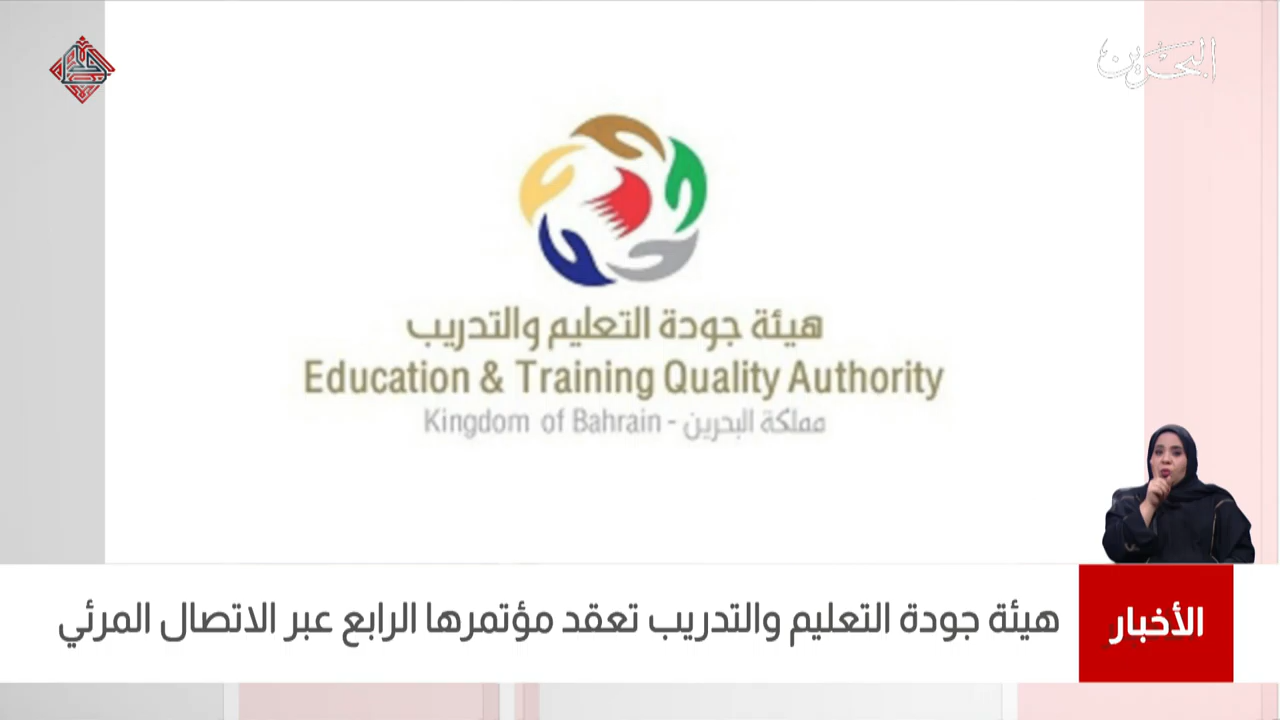 البحرين
هيئة جودة التعليم والتدريب
Education & Training Quality Authority
Kingdom of Bahrain - مملكة البحرين
هيئة جودة التعليم والتدريب تعقد مؤتمرها الرابع عبر الاتصال المرئي
الأخبار